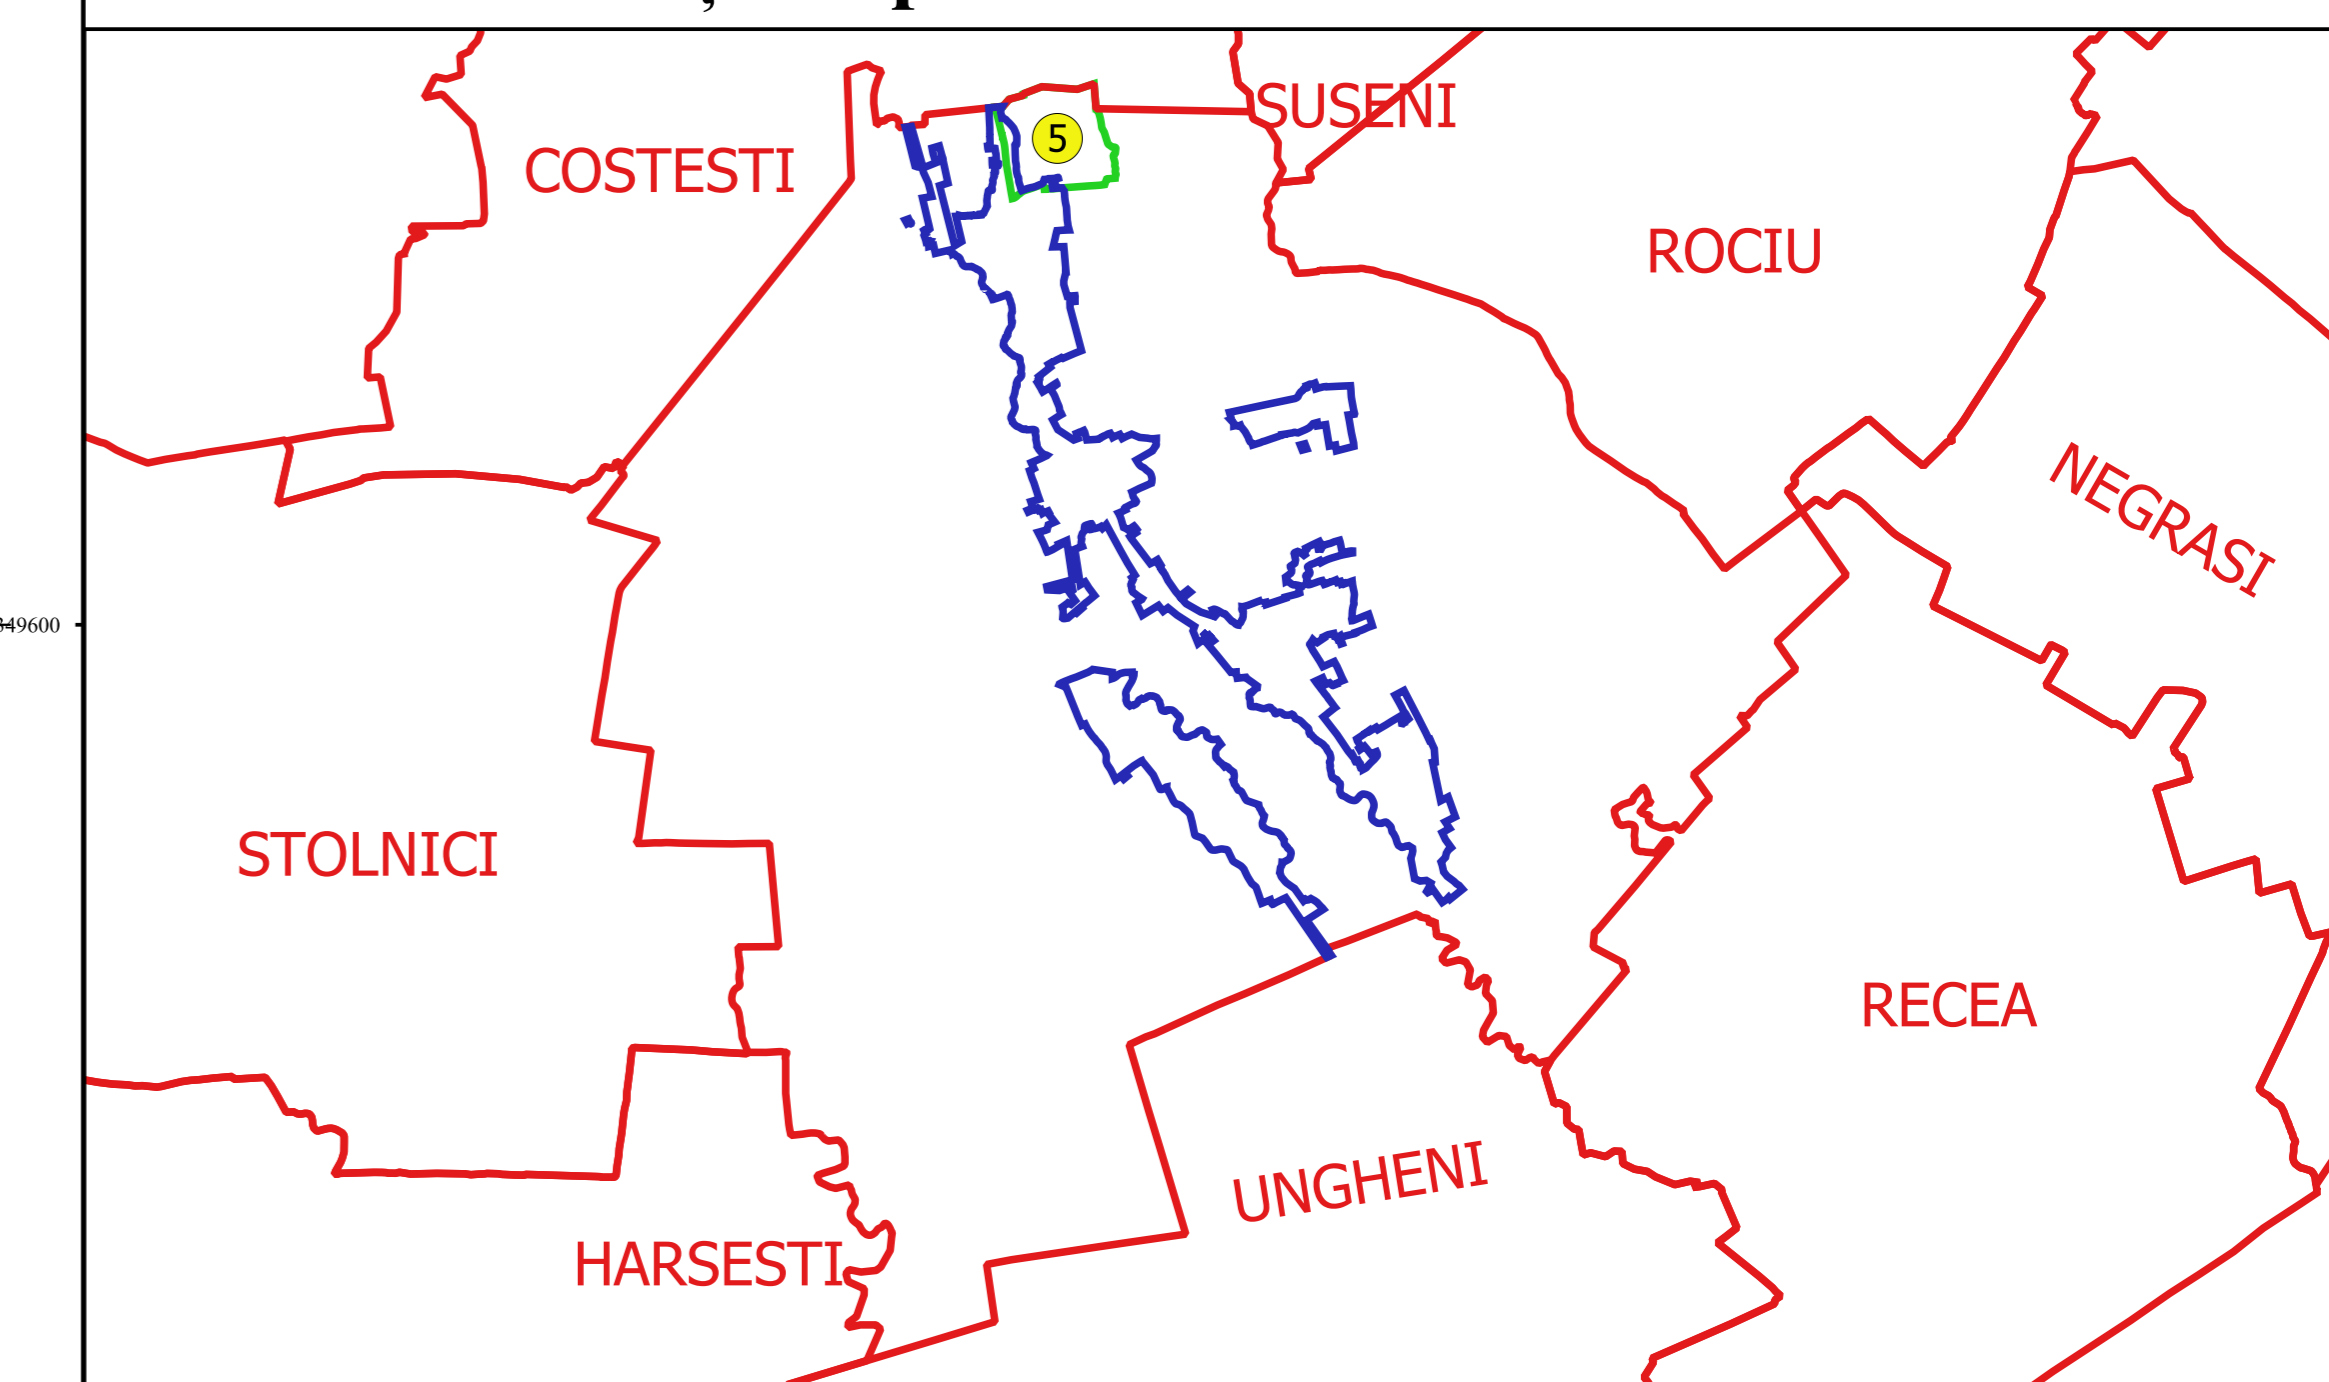 SUSENI
5
COSTESTI
ROCIU
NEGRASI
49600
STOLNICI
RECEA
UNGHENI
HARSESTI